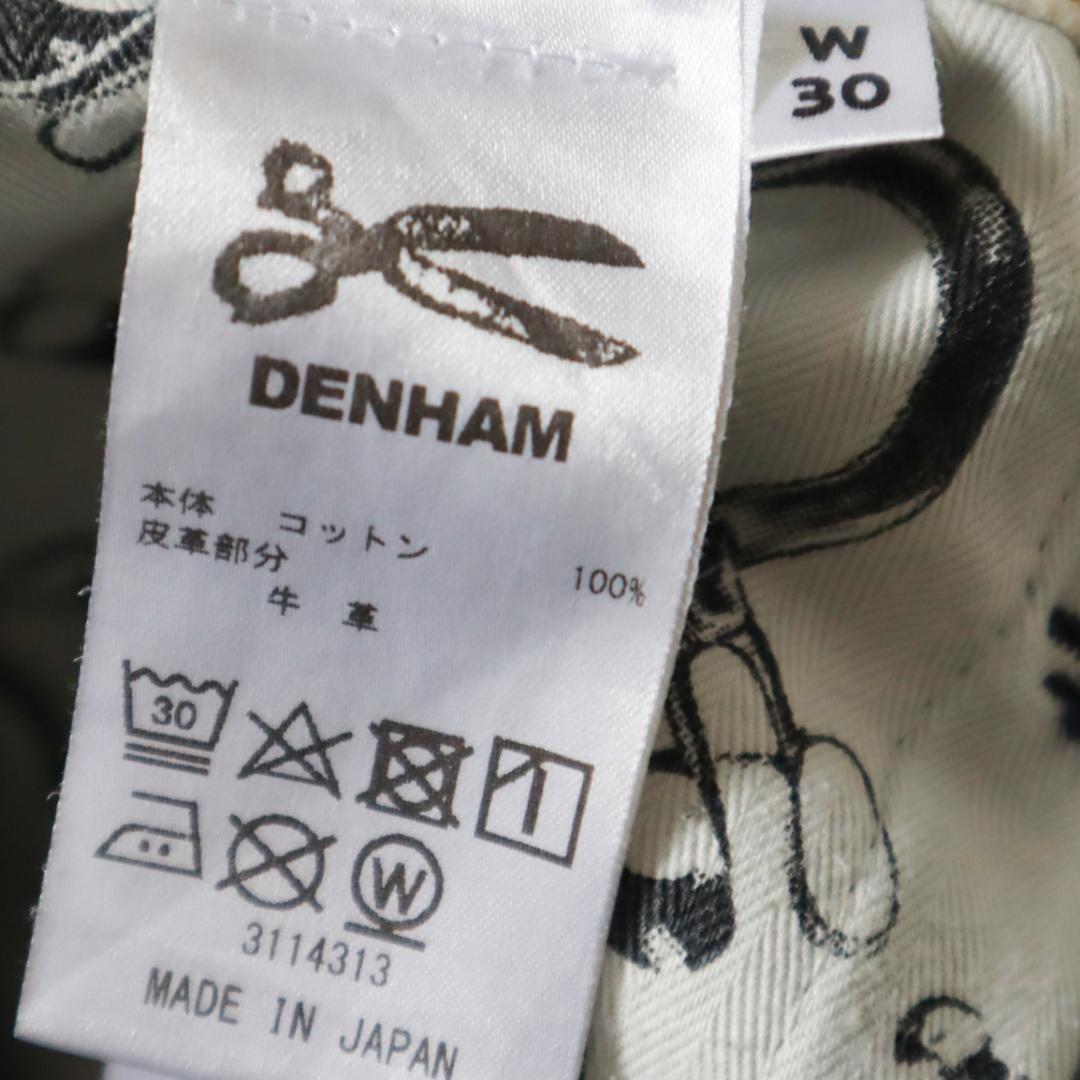 W
30
DENHAM
本体 コットン 100%
皮革部分
牛 革
30
W
3114313
MADE IN JAPAN